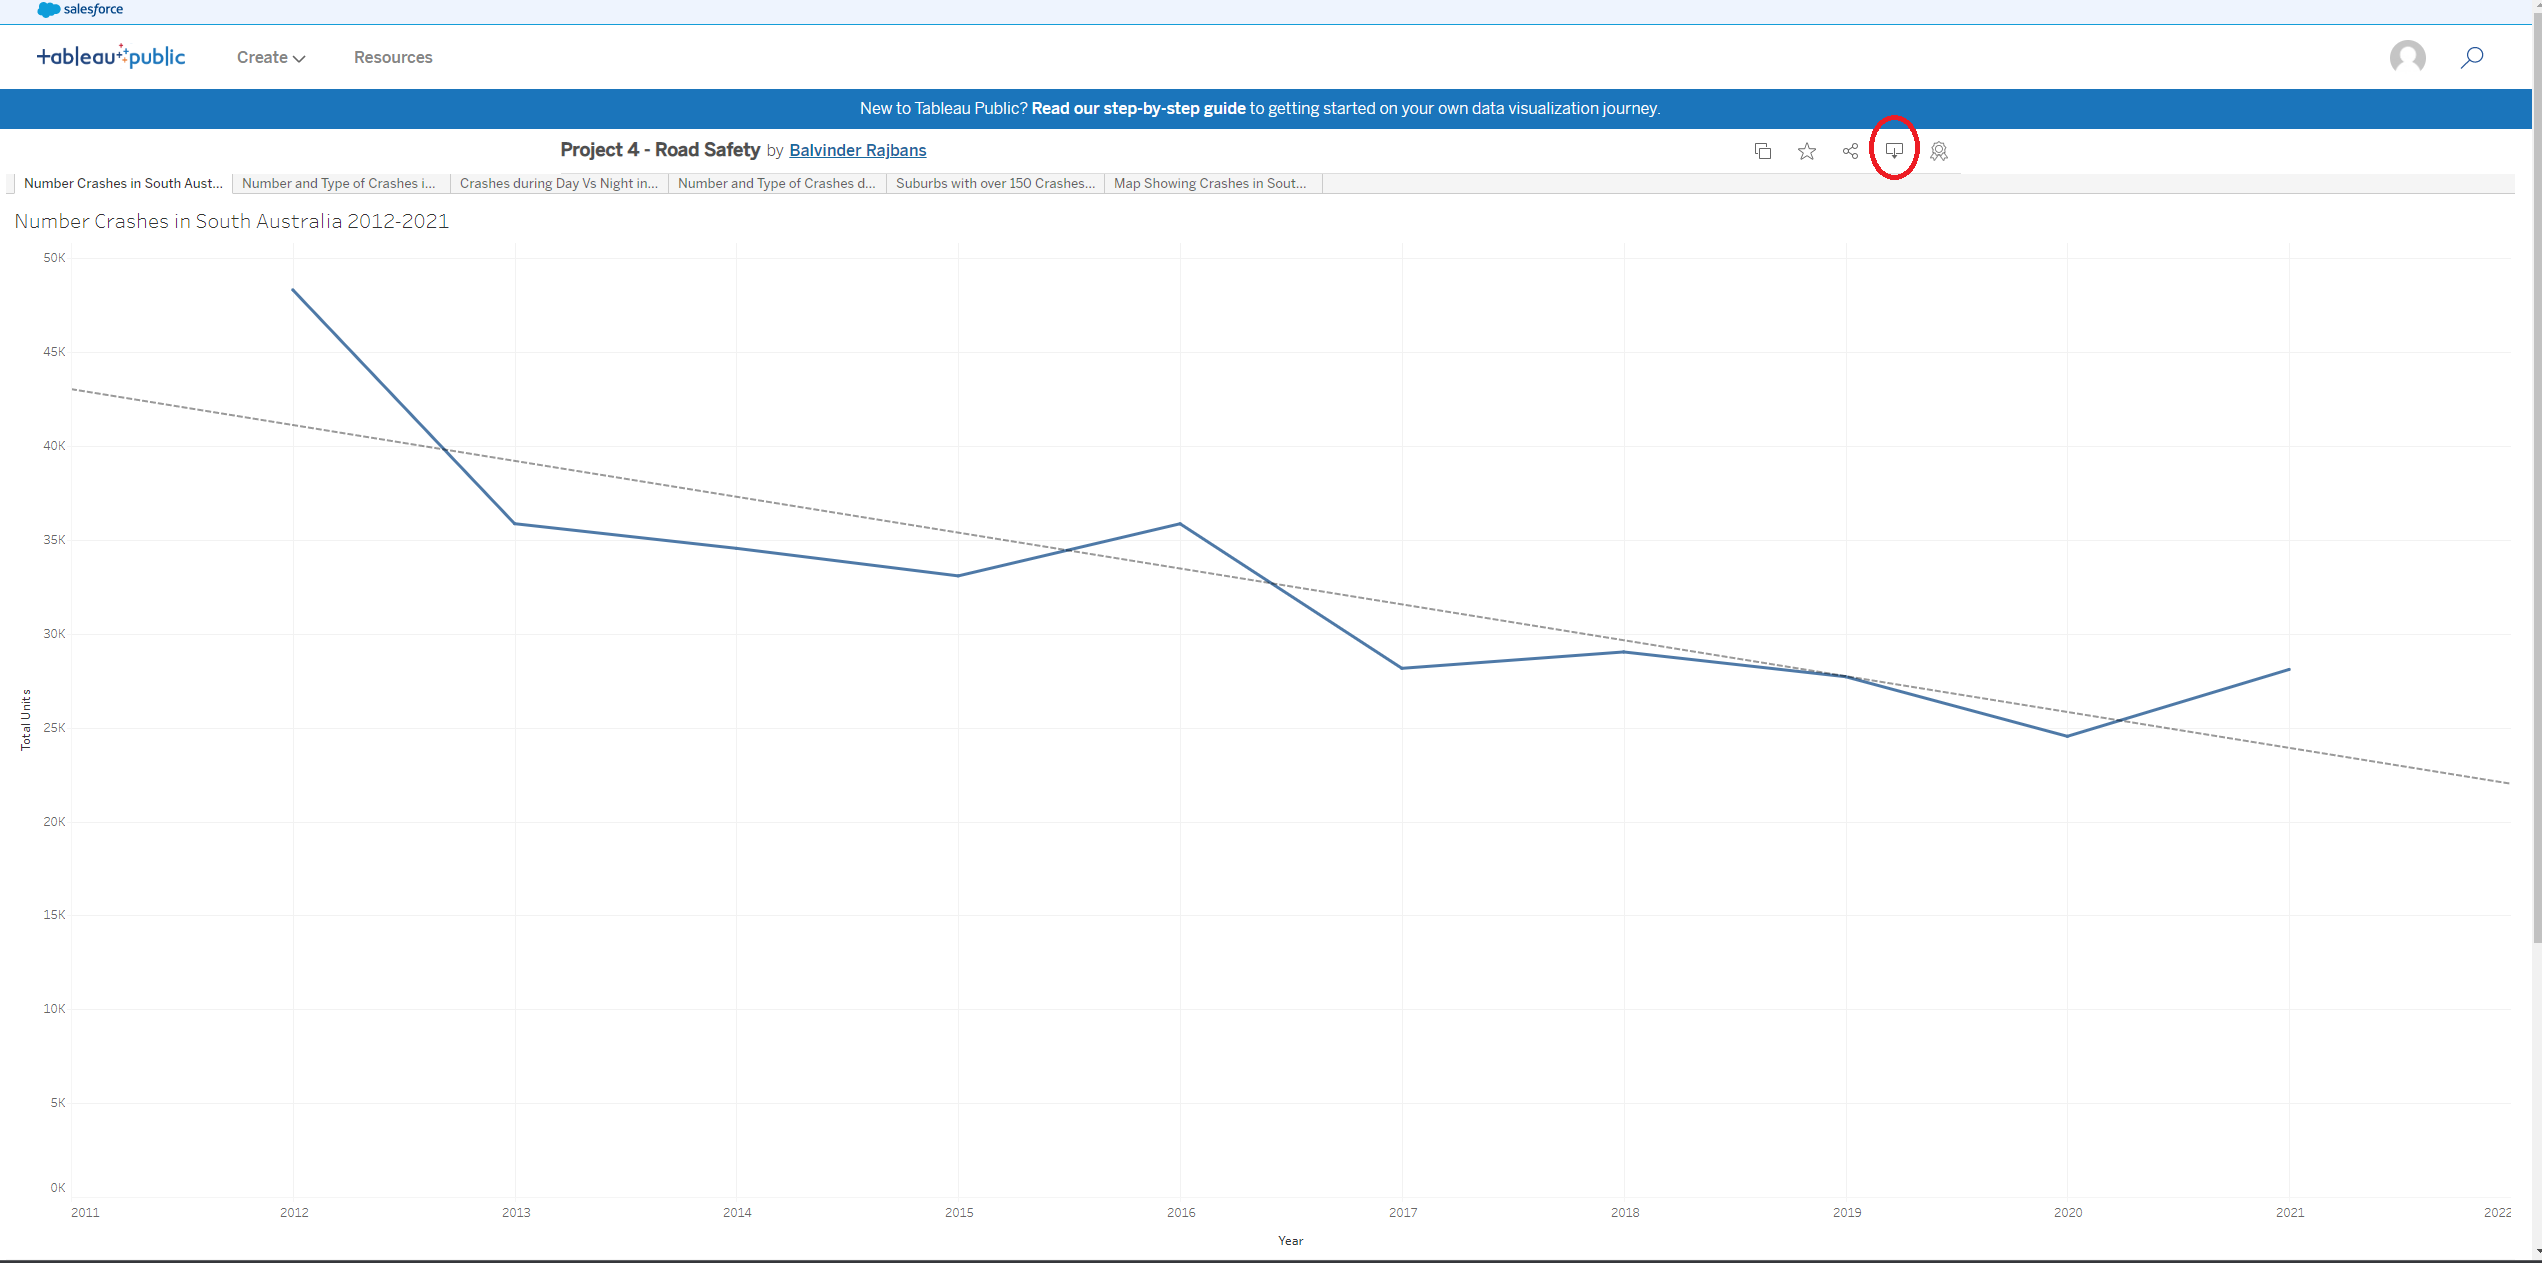 salesforce
tableau public
Create
Resources
New to Tableau Public? Read our step-by-step guide to getting started on your own data visualization journey.
Project 4 - Road Safety by Balvinder Rajbans
Number Crashes in South Aust...
Number and Type of Crashes i...
Crashes during Day Vs Night in...
Number and Type of Crashes d...
Suburbs with over 150 Crashes...
Map Showing Crashes in Sout...
Number Crashes in South Australia 2012-2021
50K
45K
40K
35K
30K
25K
20K
15K
10K
5K
0K
Total Units
2011 2012 2013 2014 2015 2016 2017 2018 2019 2020 2021 2022
Year